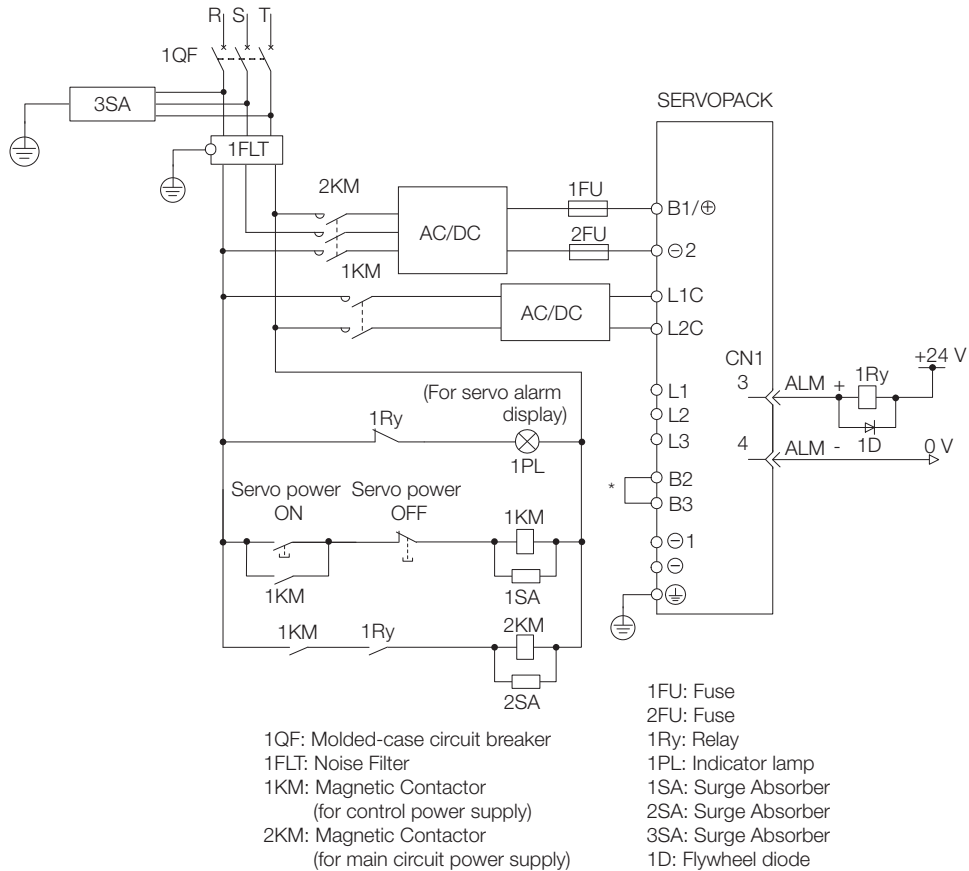 R S T
1QF
3SA
1FLT
SERVOPACK
2KM
AC/DC
1FU
2FU
B1/⊕
⊖2
1KM
AC/DC
L1C
L2C
CN1
3
ALM +
1Ry
+24 V
1D
4
ALM -
0 V
L1
L2
L3
(For servo alarm
display)
1Ry
1PL
*
B2
B3
Servo power
ON
Servo power
OFF
1KM
1KM
1SA
⊖1
⊖
1KM
1Ry
2KM
2SA
1QF: Molded-case circuit breaker
1FLT: Noise Filter
1KM: Magnetic Contactor
(for control power supply)
2KM: Magnetic Contactor
(for main circuit power supply)
1FU: Fuse
2FU: Fuse
1Ry: Relay
1PL: Indicator lamp
1SA: Surge Absorber
2SA: Surge Absorber
3SA: Surge Absorber
1D: Flywheel diode